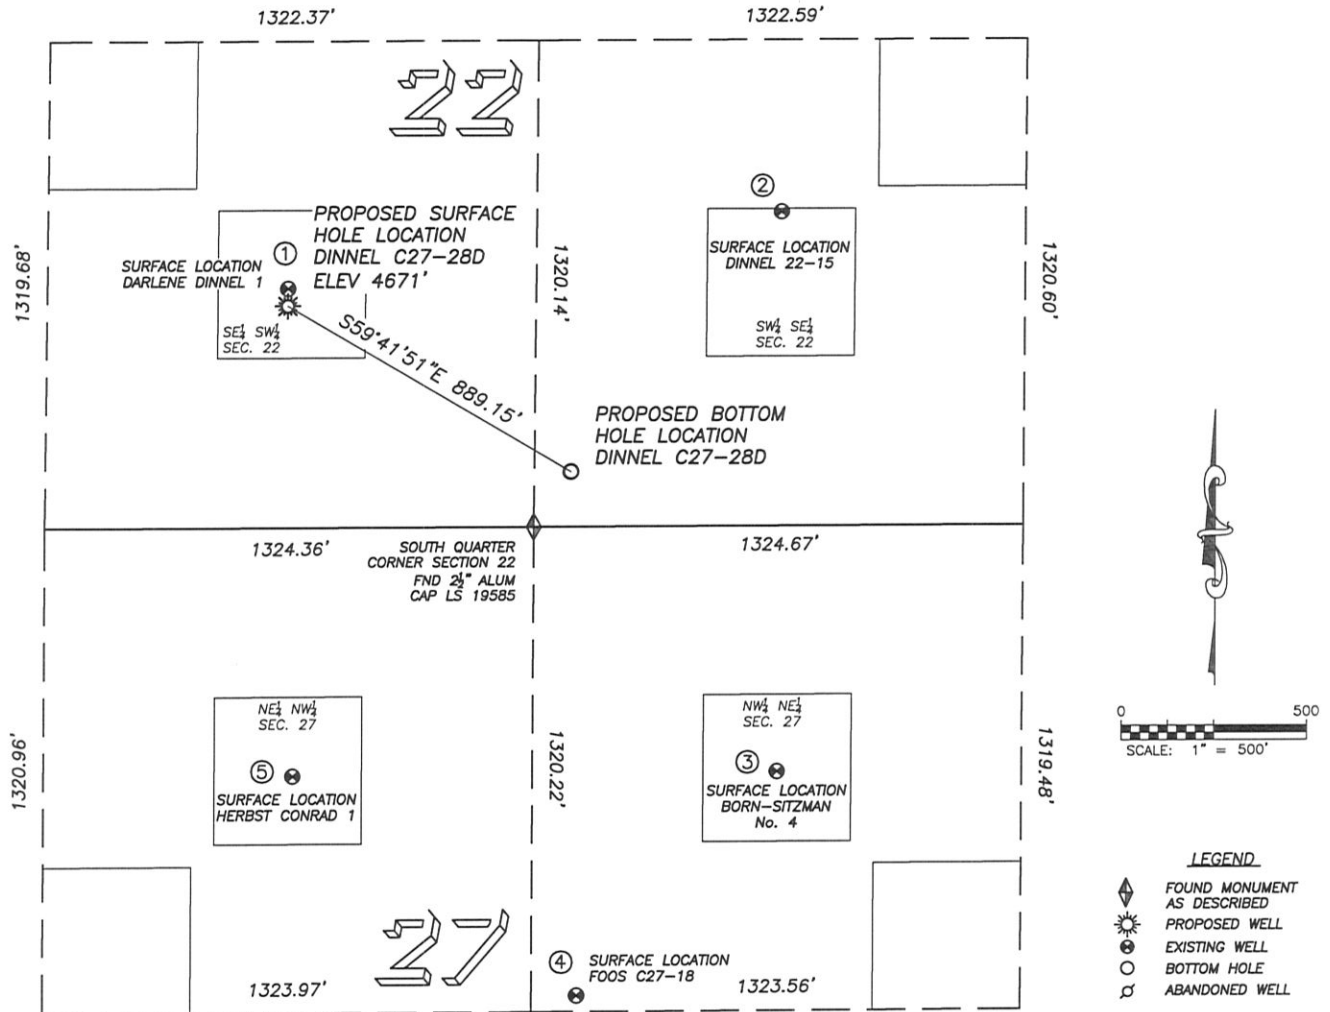 1322.37'
1322.59'
22
1319.68'
1320.14'
1320.60'
PROPOSED SURFACE
HOLE LOCATION
DINNEL C27-28D
ELEV 4671'
①
SURFACE LOCATION
DARLENE DINNEL 1
SE¼ SW¼
SEC. 22
②
SURFACE LOCATION
DINNEL 22-15
SW¼ SE¼
SEC. 22
S59°41'51"E 889.15'
PROPOSED BOTTOM
HOLE LOCATION
DINNEL C27-28D
1324.36'
1324.67'
SOUTH QUARTER
CORNER SECTION 22
FND 2½" ALUM
CAP LS 19585
1320.96'
1320.22'
1319.48'
NE¼ NW¼
SEC. 27
⑤
SURFACE LOCATION
HERBST CONRAD 1
NW¼ NE¼
SEC. 27
③
SURFACE LOCATION
BORN-SITZMAN
No. 4
27
④
SURFACE LOCATION
FOOS C27-18
1323.97'
1323.56'
0 500
SCALE: 1" = 500'
LEGEND
FOUND MONUMENT
AS DESCRIBED
PROPOSED WELL
EXISTING WELL
BOTTOM HOLE
ABANDONED WELL